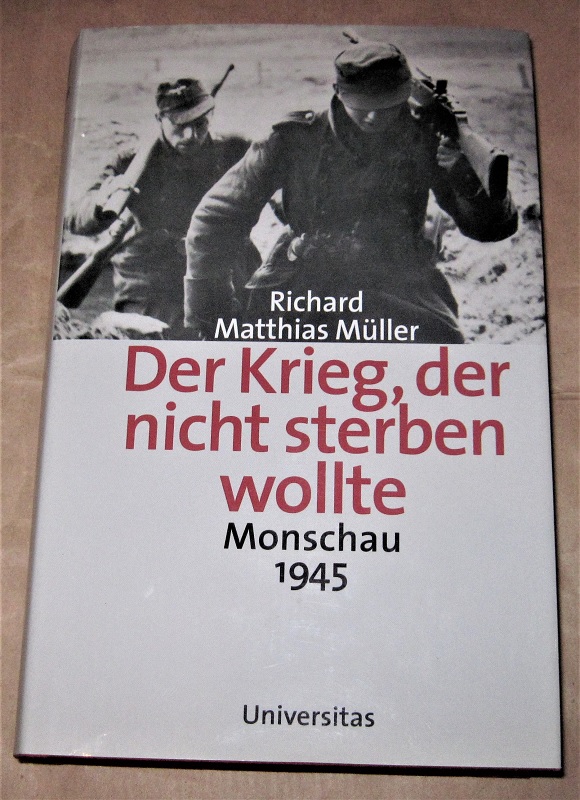 Richard
Matthias Müller
Der Krieg, der
nicht sterben
wollte
Monschau
1945
Universitas